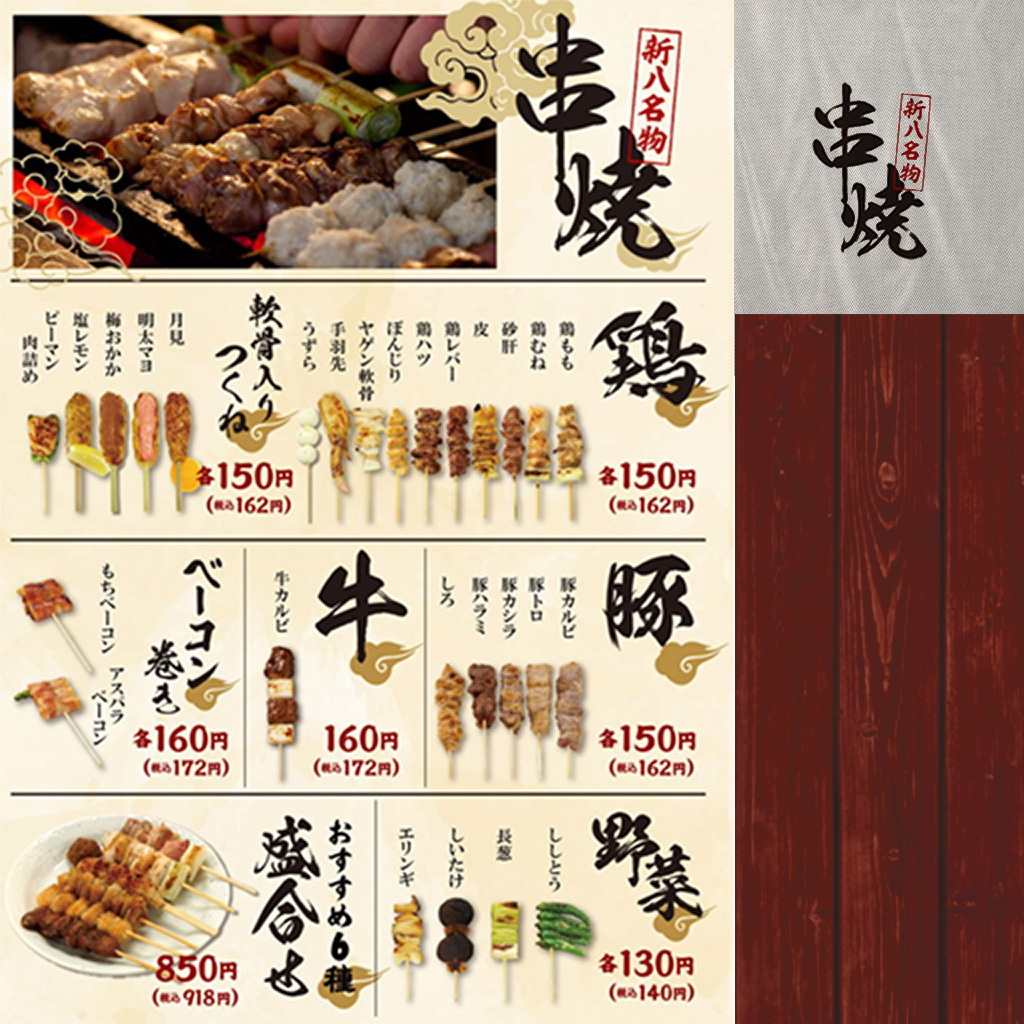 串焼
新八名物
鶏
鶏もも
鶏むね
砂肝
皮
鶏レバー
鶏ハツ
ぼんじり
ヤゲン軟骨
手羽先
うずら
各150円
(税込162円)
軟骨入り
つくね
月見
明太マヨ
梅おかか
塩レモン
ピーマン
肉詰め
各150円
(税込162円)
豚
豚カルビ
豚トロ
豚カシラ
豚ハラミ
しろ
各150円
(税込162円)
牛
牛カルビ
160円
(税込172円)
ベーコン
巻き
もちベーコン
アスパラ
ベーコン
各160円
(税込172円)
野菜
ししとう
長葱
しいたけ
エリンギ
各130円
(税込140円)
おすすめ6種
盛合せ
850円
(税込918円)
串焼
新八名物